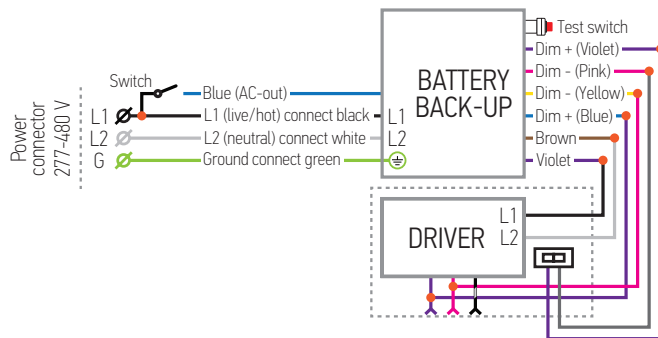 Test switch
Dim + (Violet)
Dim - (Pink)
Dim - (Yellow)
Dim + (Blue)
Brown
Violet
BATTERY
BACK-UP
Switch
Blue (AC-out)
L1
L1 (live/hot) connect black
L1
L2
L2 (neutral) connect white
L2
G
Ground connect green
Power
connector
277-480 V
DRIVER
L1
L2